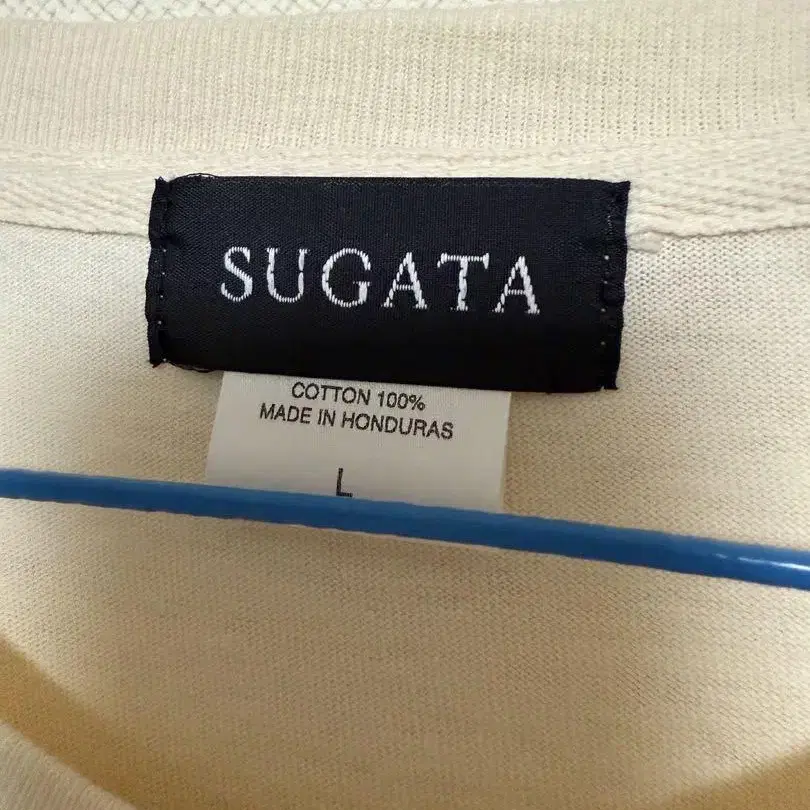 SUGATA
COTTON 100%
MADE IN HONDURAS
L